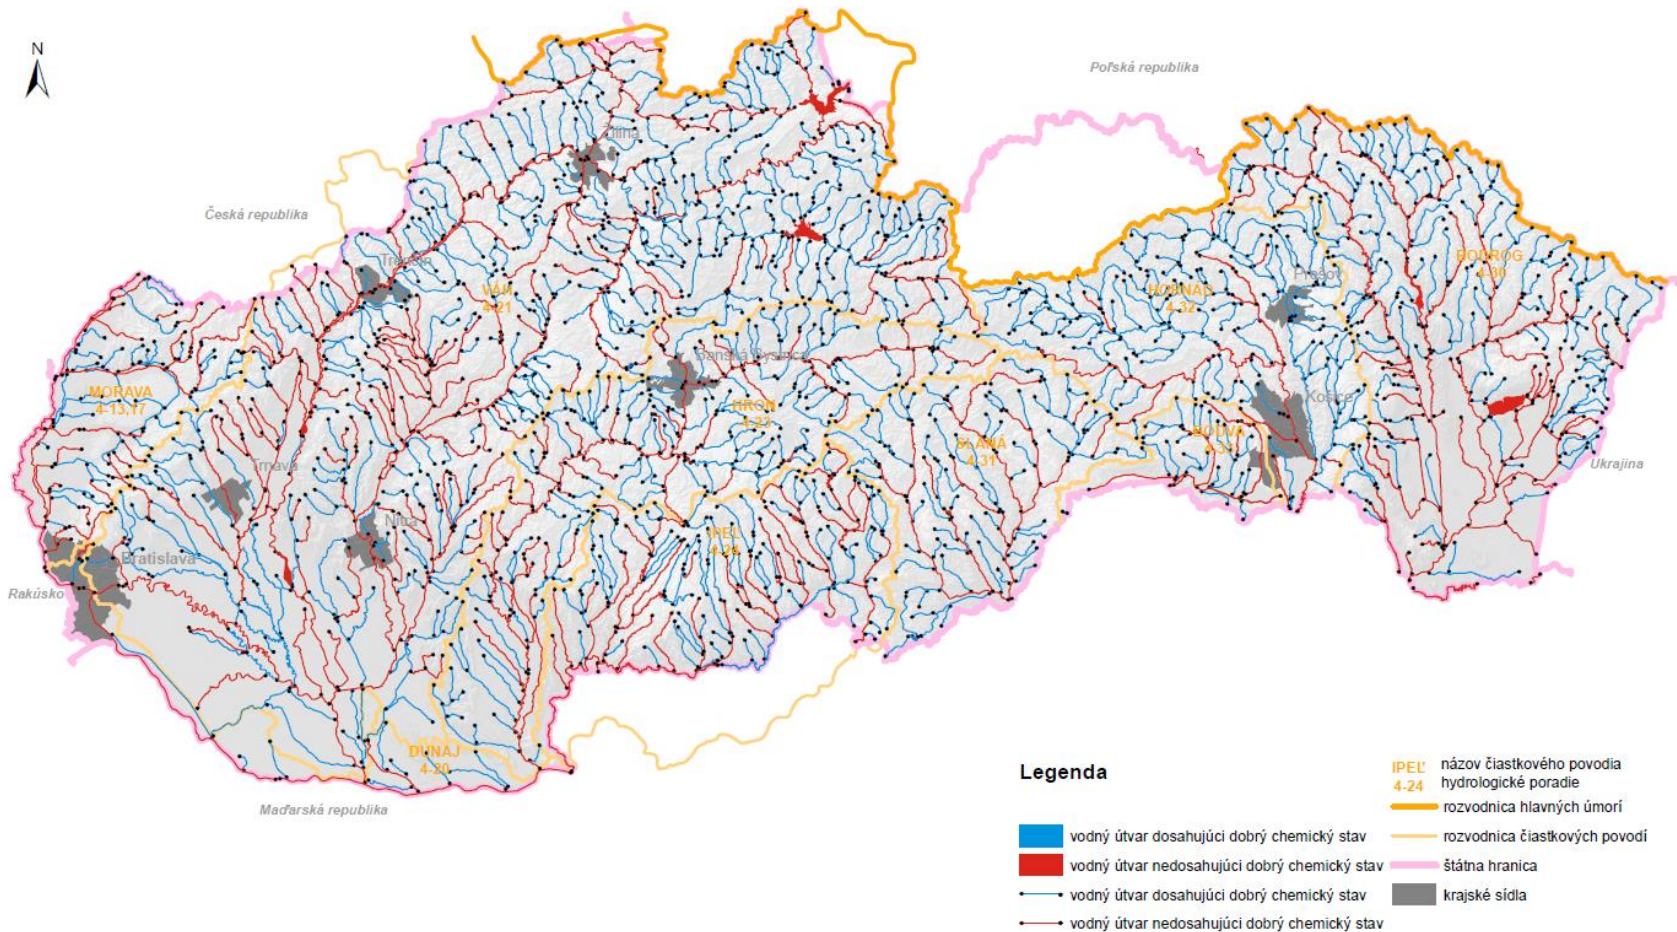 N
Poľská republika
Žilina
Česká republika
Trenčín
VÁH
4-21
BODROG
4-30
HORNÁD
4-32
Prešov
Banská Bystrica
MORAVA
4-13,17
HRON
4-23
Košice
SLANÁ
4-31
BODVA
4-31
Trnava
Ukrajina
Nitra
IPEĽ
4-24
Bratislava
Rakúsko
DUNAJ
4-20
Maďarská republika
Legenda
IPEĽ
4-24
názov čiastkového povodia
hydrologické poradie
rozvodnica hlavných úmorí
vodný útvar dosahujúci dobrý chemický stav
rozvodnica čiastkových povodí
vodný útvar nedosahujúci dobrý chemický stav
štátna hranica
vodný útvar dosahujúci dobrý chemický stav
krajské sídla
vodný útvar nedosahujúci dobrý chemický stav